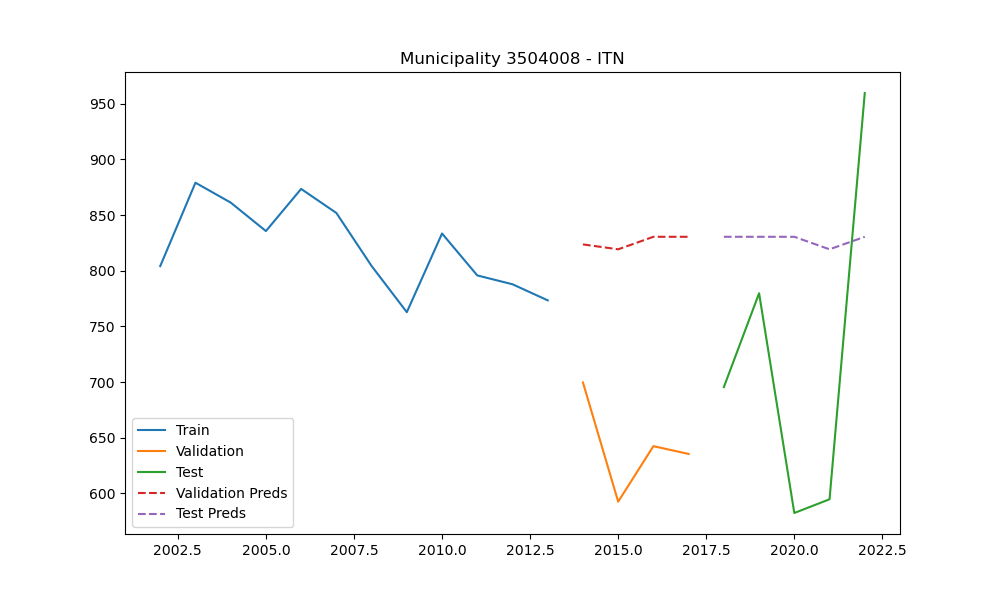 Municipality 3504008 - ITN
950
900
850
800
750
700
650
600
Train
Validation
Test
Validation Preds
Test Preds
2002.5 2005.0 2007.5 2010.0 2012.5 2015.0 2017.5 2020.0 2022.5